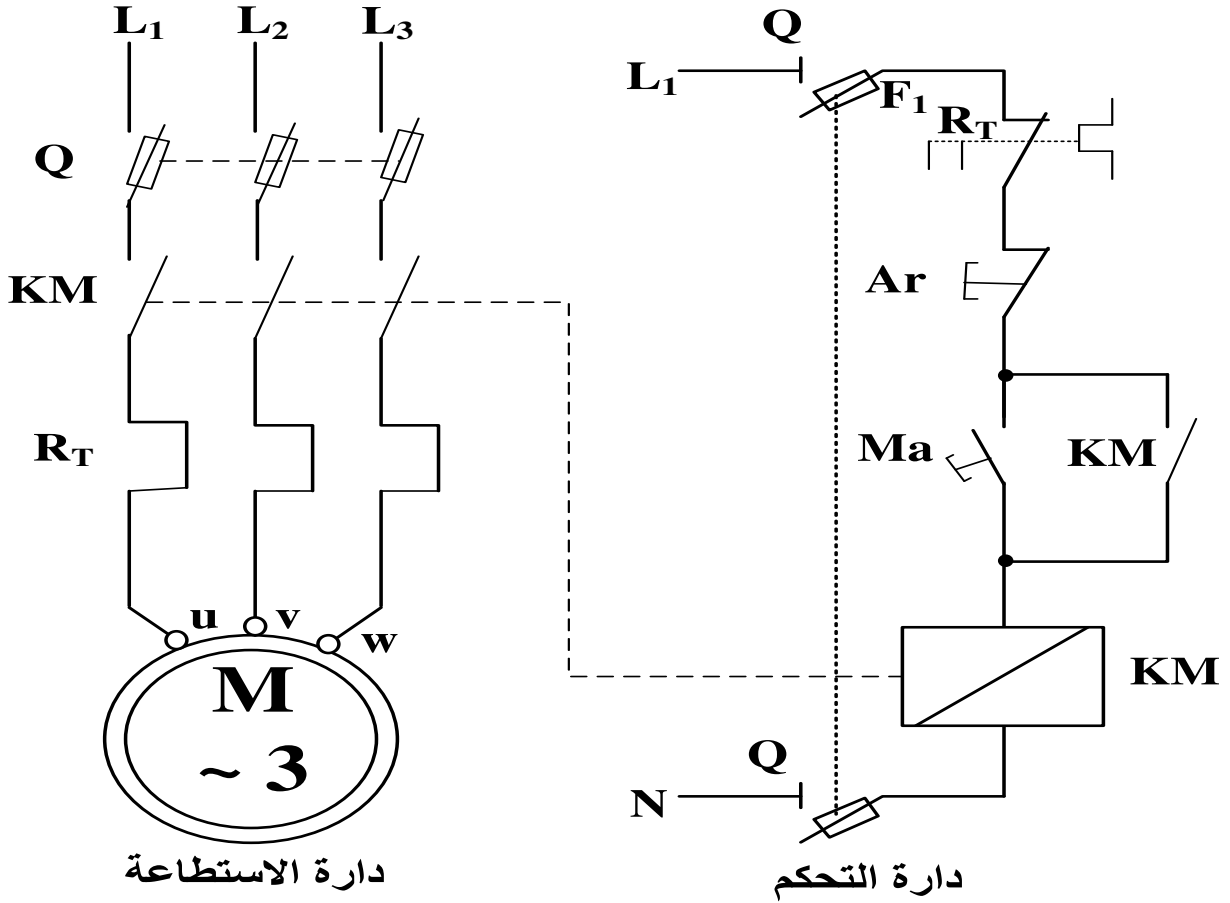 L₁ L₂ L₃
Q
KM
R_T
u v w
M
~ 3
دارة الاستطاعة
Q
L₁
F₁
R_T
Ar
Ma
KM
KM
Q
N
دارة التحكم